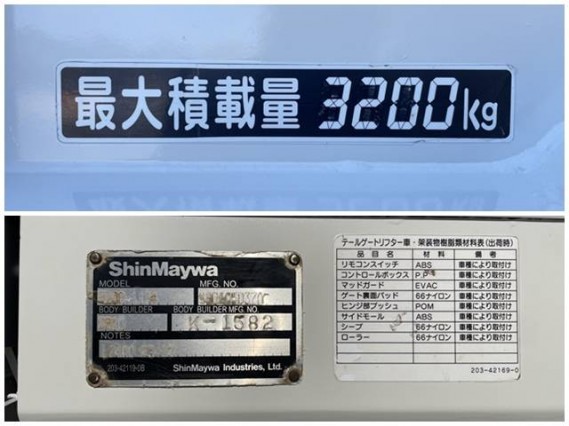 最大積載量 3200kg
ShinMaywa
MODEL MFG. NO.
BODY BUILDER BODY BUILDER MFG. NO.
K-1582
NOTES
203-42119-0B ShinMaywa Industries, Ltd.
テールゲートリフター車・架装物樹脂類材料表(出荷時)
品目名 材料 備考
リモコンスイッチ ABS 車種により取付け
コントロールボックス P.P 車種により取付け
マッドガード EVAC 車種により取付け
ゲート裏面パッド 66ナイロン 車種により取付け
ヒンジ部ブッシュ POM 車種により取付け
サイドモール ABS 車種により取付け
シーブ 66ナイロン 車種により取付け
ローラー 66ナイロン 車種により取付け
203-42169-0